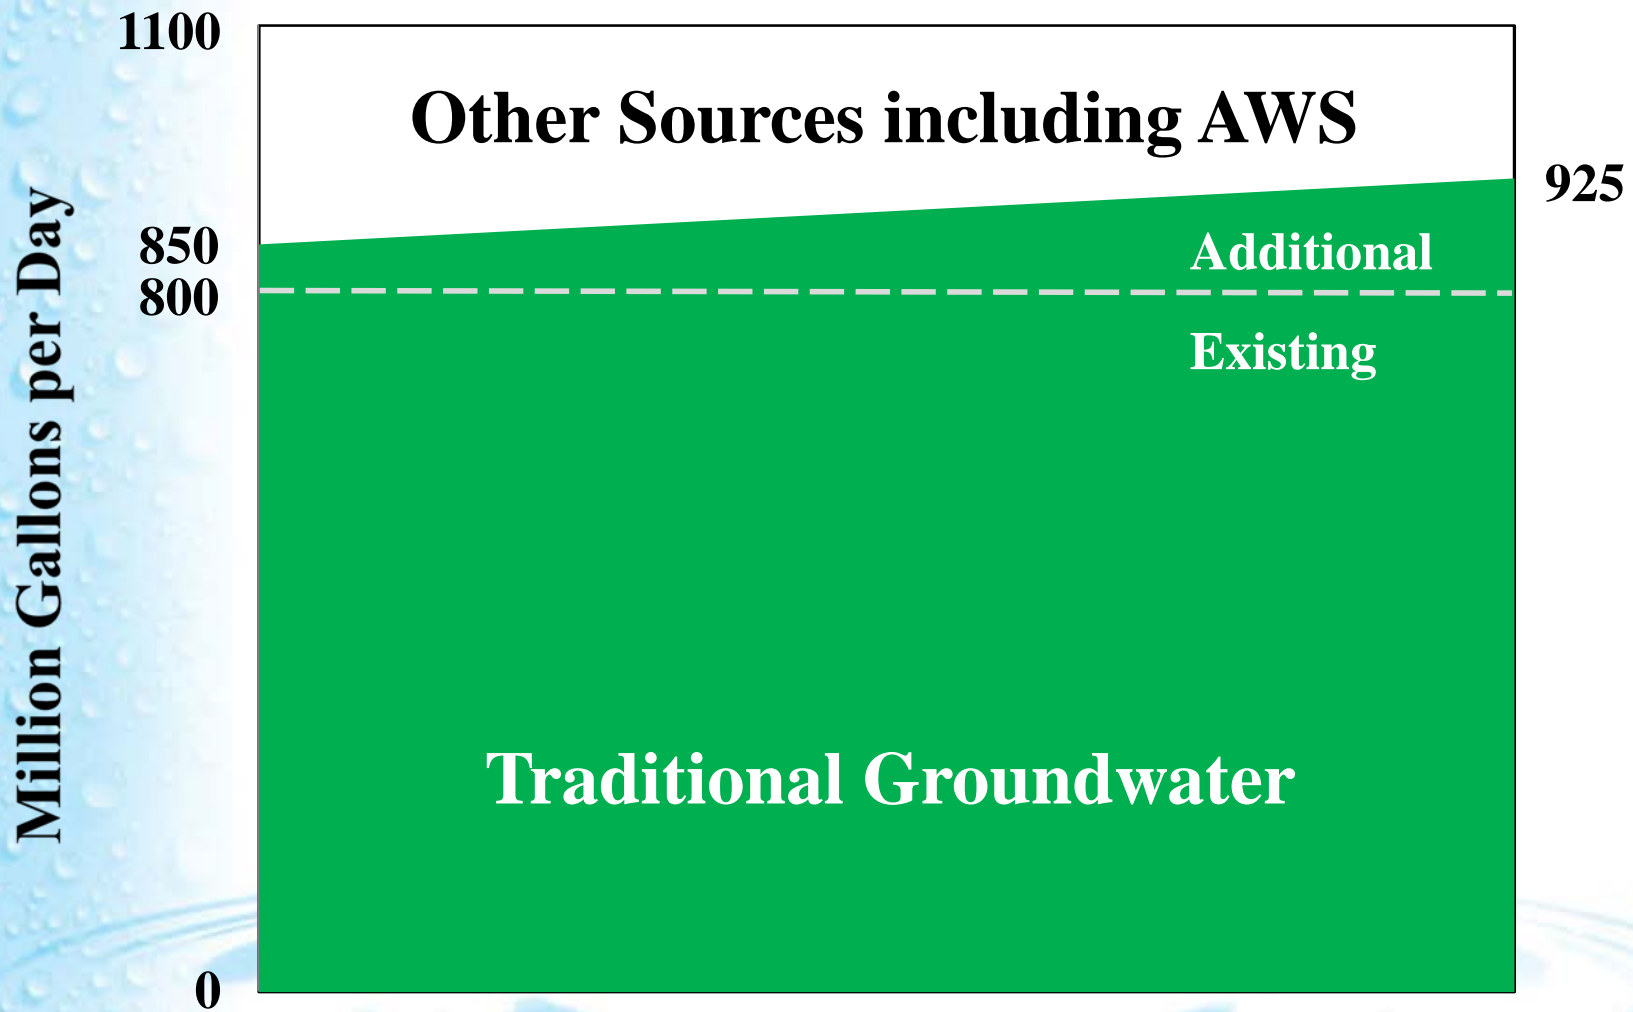 1100
Other Sources including AWS
925
850
Additional
800
Existing
Million Gallons per Day
Traditional Groundwater
0